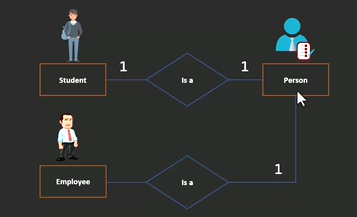 1
1
Student
Is a
Person
1
Employee
Is a